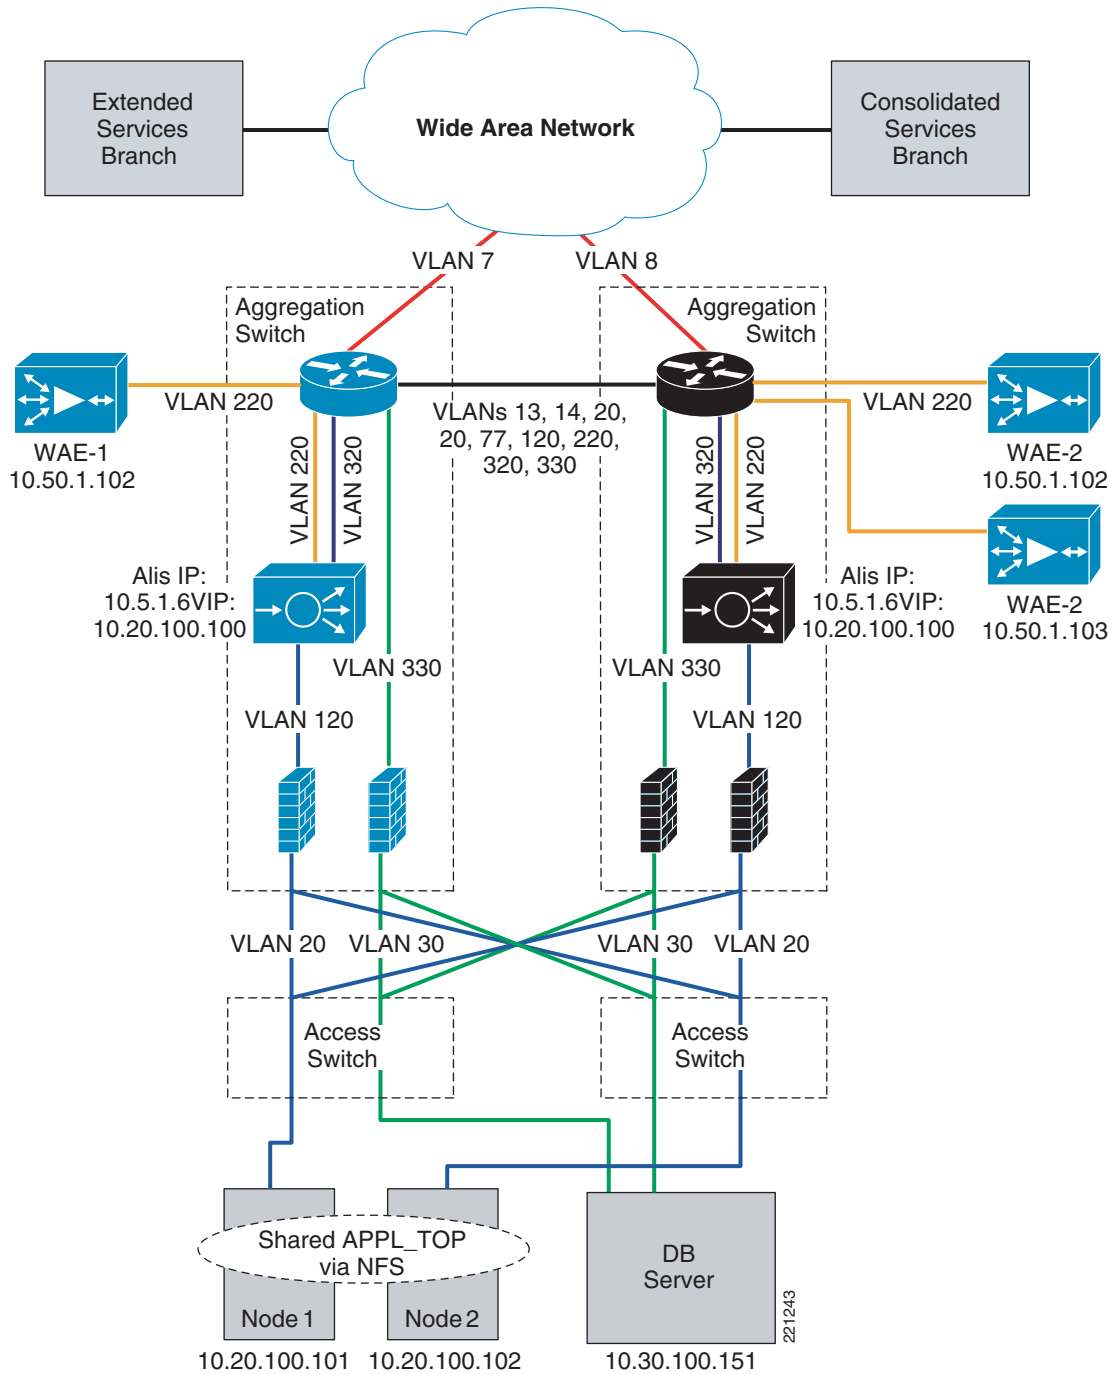 Extended
Services
Branch
Wide Area Network
Consolidated
Services
Branch
VLAN 7
VLAN 8
Aggregation
Switch
Aggregation
Switch
VLAN 220
WAE-1
10.50.1.102
VLANs 13, 14, 20,
20, 77, 120, 220,
320, 330
VLAN 220
WAE-2
10.50.1.102
VLAN 220
VLAN 320
VLAN 320
VLAN 220
Alis IP:
10.5.1.6VIP:
10.20.100.100
Alis IP:
10.5.1.6VIP:
10.20.100.100
WAE-2
10.50.1.103
VLAN 330
VLAN 330
VLAN 120
VLAN 120
VLAN 20
VLAN 30
VLAN 30
VLAN 20
Access
Switch
Access
Switch
Shared APPL_TOP
via NFS
Node 1
Node 2
DB
Server
221243
10.20.100.101
10.20.100.102
10.30.100.151